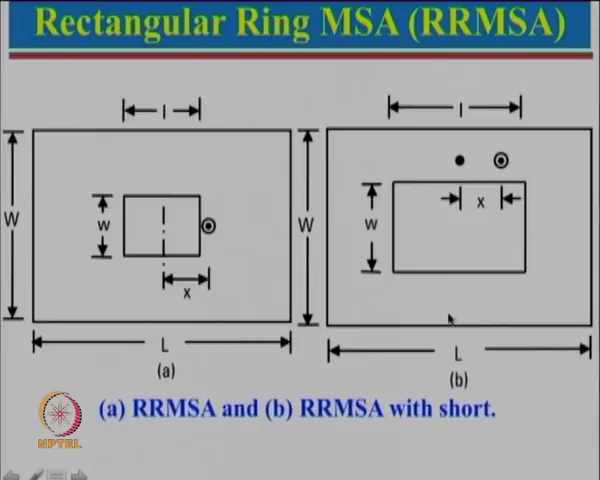 Rectangular Ring MSA (RRMSA)
l
l
W
w
x
W
w
x
L
(a)
L
(b)
(a) RRMSA and (b) RRMSA with short.
NPTEL